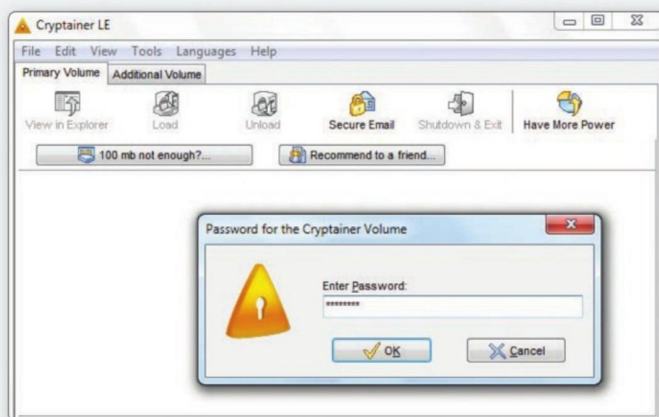 Cryptainer LE
File Edit View Tools Languages Help
Primary Volume Additional Volume
View in Explorer Load Unload Secure Email Shutdown & Exit Have More Power
100 mb not enough?... Recommend to a friend...
Password for the Cryptainer Volume
Enter Password:
********
OK Cancel